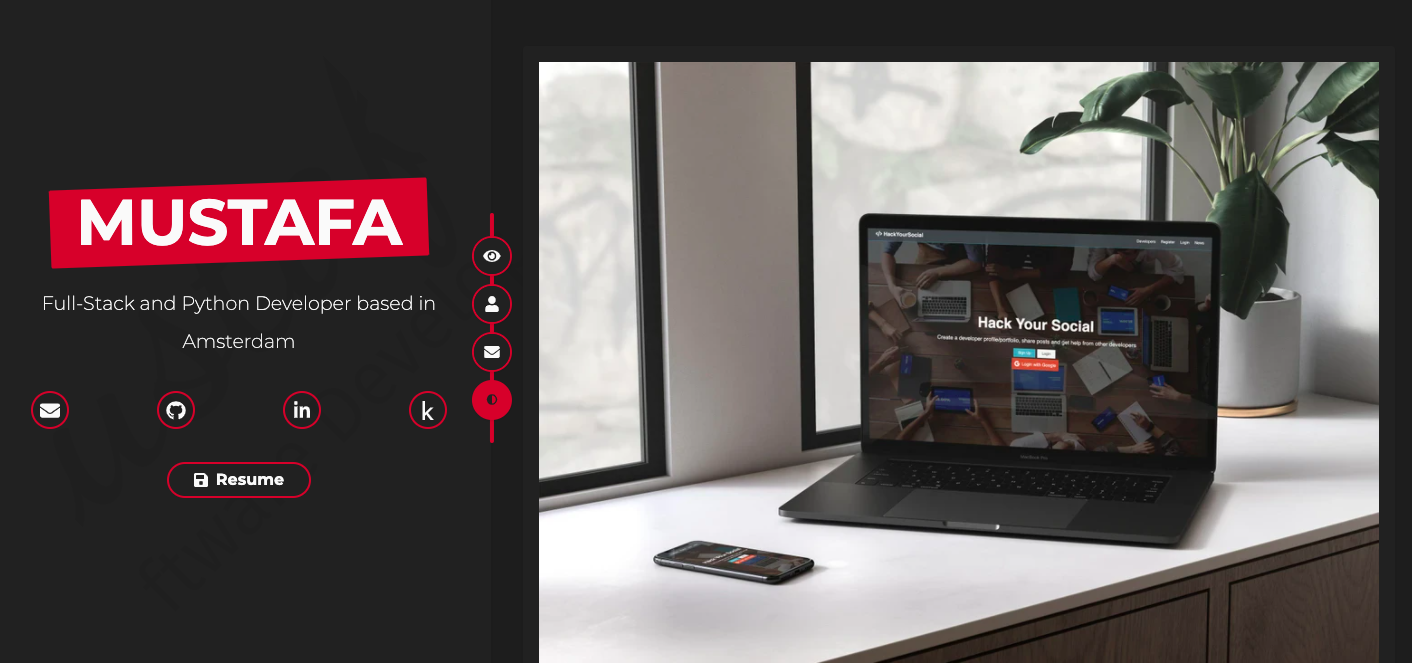 MUSTAFA
Full-Stack and Python Developer based in
Amsterdam
in
k
Resume
HackYourSocial
Developers Register Login News
Hack Your Social
Create a developer profile/portfolio, share posts and get help from other developers
Sign Up Login
G Login with Google
MacBook Pro